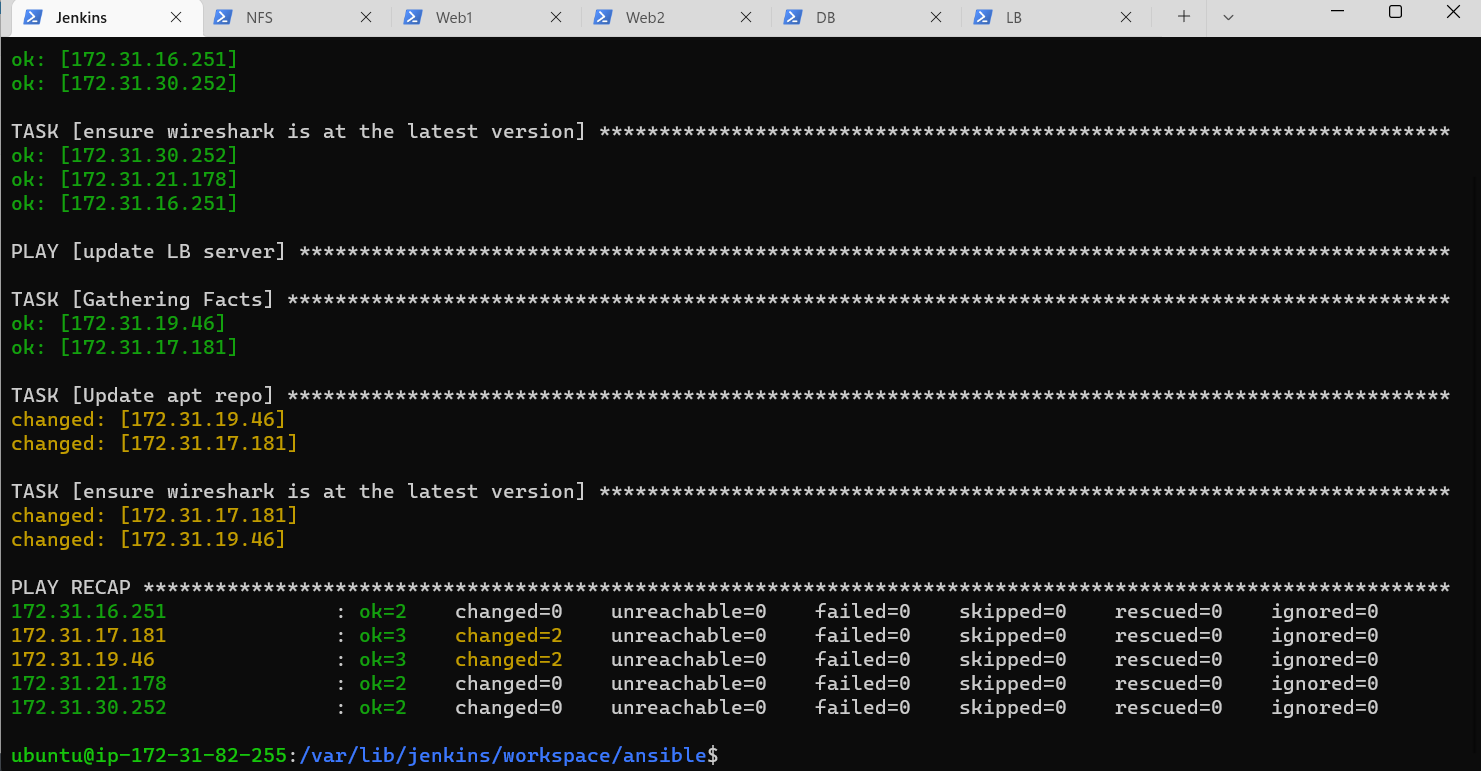 Jenkins NFS Web1 Web2 DB LB
ok: [172.31.16.251]
ok: [172.31.30.252]
TASK [ensure wireshark is at the latest version] ***********************************************************************
ok: [172.31.30.252]
ok: [172.31.21.178]
ok: [172.31.16.251]
PLAY [update LB server] ************************************************************************************************
TASK [Gathering Facts] *************************************************************************************************
ok: [172.31.19.46]
ok: [172.31.17.181]
TASK [Update apt repo] *************************************************************************************************
changed: [172.31.19.46]
changed: [172.31.17.181]
TASK [ensure wireshark is at the latest version] ***********************************************************************
changed: [172.31.17.181]
changed: [172.31.19.46]
PLAY RECAP *************************************************************************************************************
172.31.16.251              : ok=2    changed=0    unreachable=0    failed=0    skipped=0    rescued=0    ignored=0
172.31.17.181              : ok=3    changed=2    unreachable=0    failed=0    skipped=0    rescued=0    ignored=0
172.31.19.46               : ok=3    changed=2    unreachable=0    failed=0    skipped=0    rescued=0    ignored=0
172.31.21.178              : ok=2    changed=0    unreachable=0    failed=0    skipped=0    rescued=0    ignored=0
172.31.30.252              : ok=2    changed=0    unreachable=0    failed=0    skipped=0    rescued=0    ignored=0
ubuntu@ip-172-31-82-255:/var/lib/jenkins/workspace/ansible$